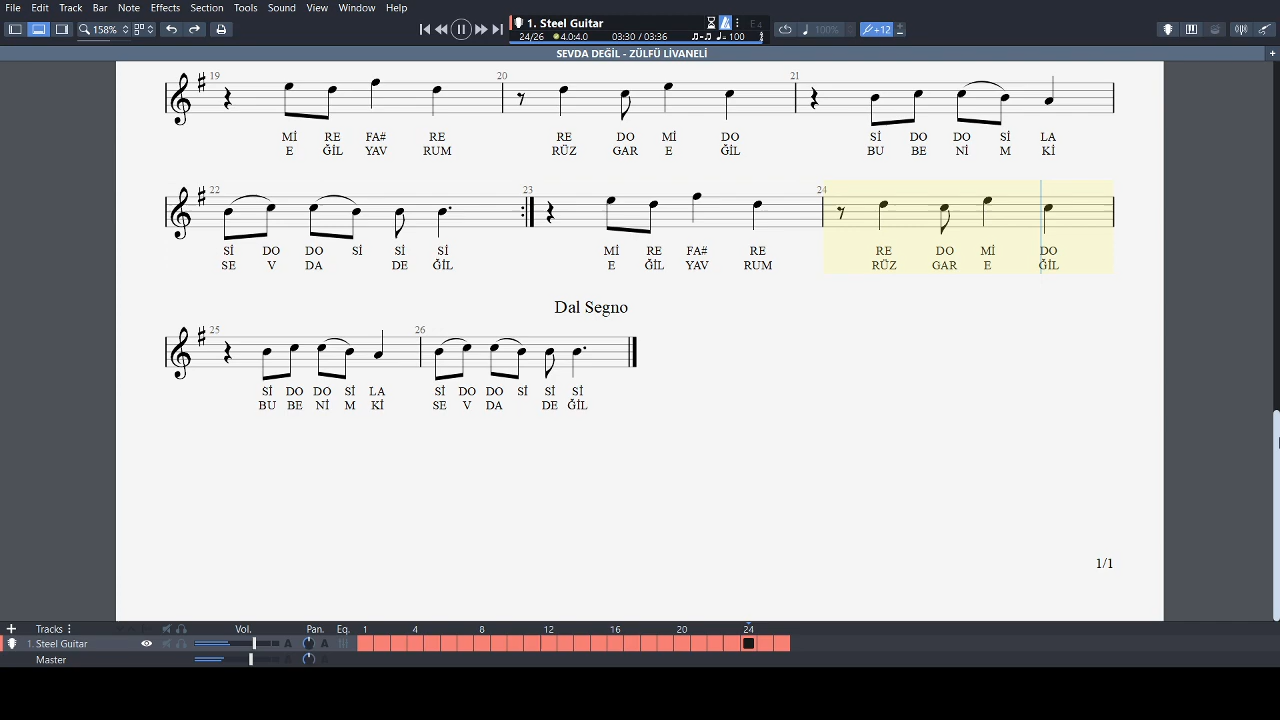 File Edit Track Bar Note Effects Section Tools Sound View Window Help
158%
1. Steel Guitar
E4
24/26 4.0:4.0 03:30 / 03:36 = 100
100%
+12
SEVDA DEĞİL - ZÜLFÜ LİVANELİ
19 20 21
Mİ RE FA# RE RE DO Mİ DO Sİ DO DO Sİ LA
E ĞİL YAV RUM RÜZ GAR E ĞİL BU BE Nİ M Kİ
22 23 24
Sİ DO DO Sİ Sİ Sİ Mİ RE FA# RE RE DO Mİ DO
SE V DA DE ĞİL E ĞİL YAV RUM RÜZ GAR E ĞİL
Dal Segno
25 26
Sİ DO DO Sİ LA Sİ DO DO Sİ Sİ Sİ
BU BE Nİ M Kİ SE V DA DE ĞİL
1/1
Tracks Vol. Pan. Eq. 1 4 8 12 16 20 24
1. Steel Guitar
Master